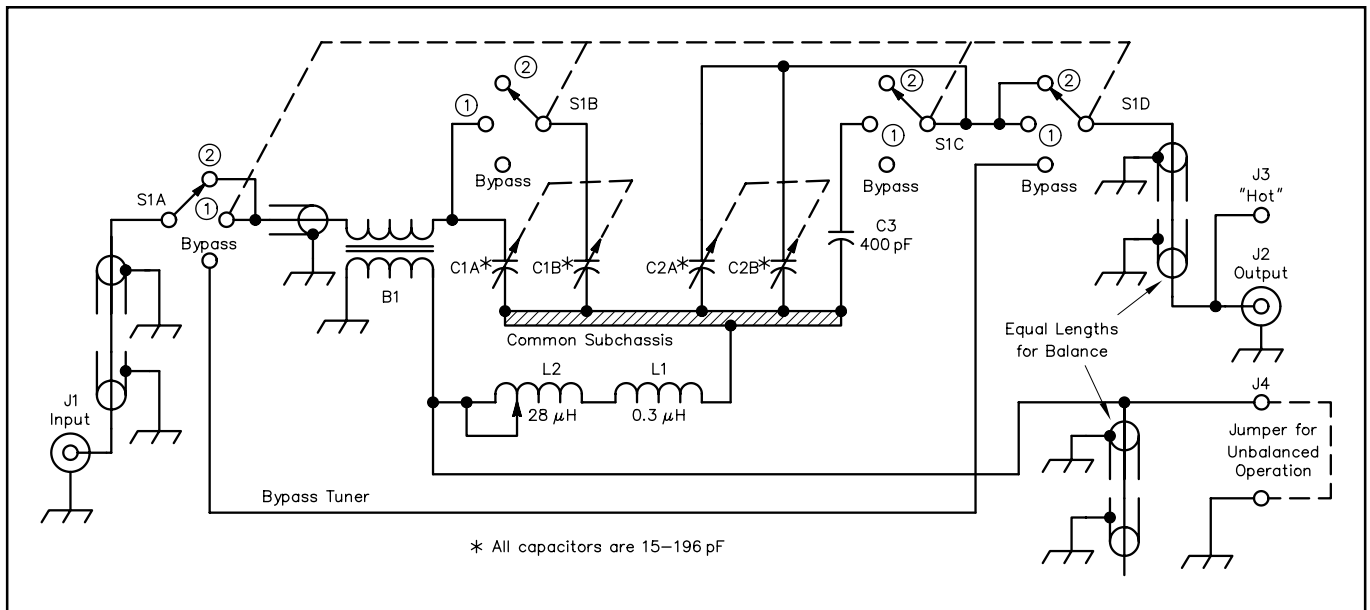 ②
①
S1B
Bypass
②
S1A
①
Bypass
B1
C1A*
C1B*
C2A*
C2B*
C3
400 pF
②
①
S1C
Bypass
②
①
S1D
Bypass
J3
"Hot"
J2
Output
Common Subchassis
L2
28 μH
L1
0.3 μH
Equal Lengths
for Balance
J1
Input
J4
Jumper for
Unbalanced
Operation
Bypass Tuner
* All capacitors are 15–196 pF